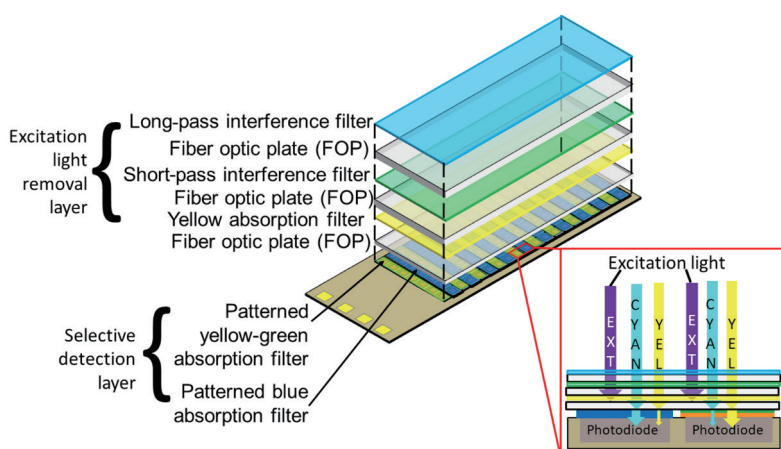 Long-pass interference filter
Fiber optic plate (FOP)
Short-pass interference filter
Fiber optic plate (FOP)
Yellow absorption filter
Fiber optic plate (FOP)
Excitation
light
removal
layer
Patterned
yellow-green
absorption filter
Patterned blue
absorption filter
Selective
detection
layer
Excitation light
EXT
CYAN
YEL
EXT
CYAN
YEL
Photodiode
Photodiode